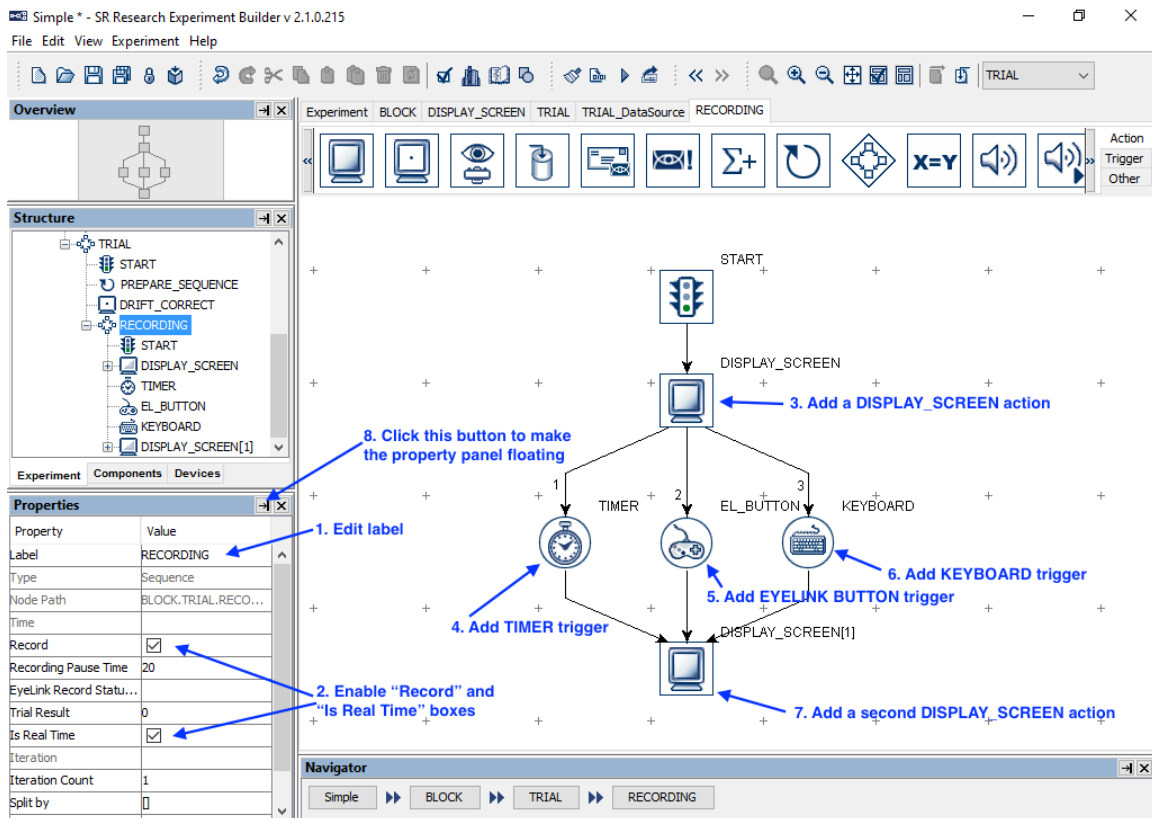 Simple * - SR Research Experiment Builder v 2.1.0.215
File Edit View Experiment Help
TRIAL
Overview
Experiment BLOCK DISPLAY_SCREEN TRIAL TRIAL_DataSource RECORDING
X=Y
Action
Trigger
Other
Structure
TRIAL
START
PREPARE_SEQUENCE
DRIFT_CORRECT
RECORDING
START
DISPLAY_SCREEN
TIMER
EL_BUTTON
KEYBOARD
DISPLAY_SCREEN[1]
Experiment Components Devices
START
DISPLAY_SCREEN
3. Add a DISPLAY_SCREEN action
8. Click this button to make
the property panel floating
1
2
3
TIMER
EL_BUTTON
KEYBOARD
4. Add TIMER trigger
5. Add EYELINK BUTTON trigger
6. Add KEYBOARD trigger
DISPLAY_SCREEN[1]
7. Add a second DISPLAY_SCREEN action
Properties
Property Value
Label RECORDING
1. Edit label
Type Sequence
Node Path BLOCK.TRIAL.RECO...
Time
Record
Recording Pause Time 20
EyeLink Record Statu...
2. Enable “Record” and
“Is Real Time” boxes
Trial Result 0
Is Real Time
Iteration
Iteration Count 1
Split by []
Navigator
Simple BLOCK TRIAL RECORDING